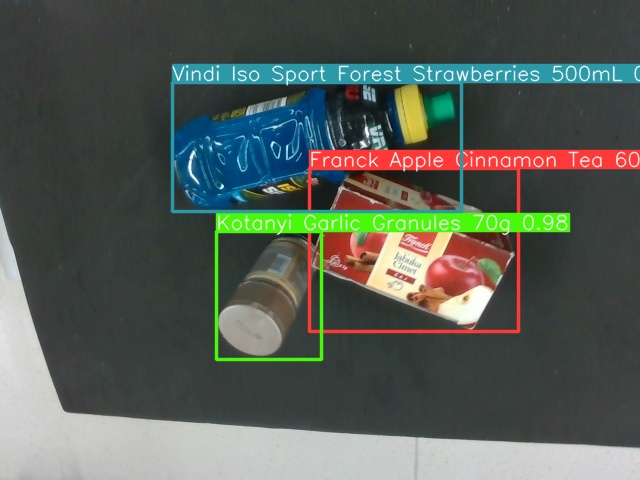 Vindi Iso Sport Forest Strawberries 500mL 0
Franck Apple Cinnamon Tea 60
Kotanyi Garlic Granules 70g 0.98
Franck
Jabuka
Cimet
ČAJ